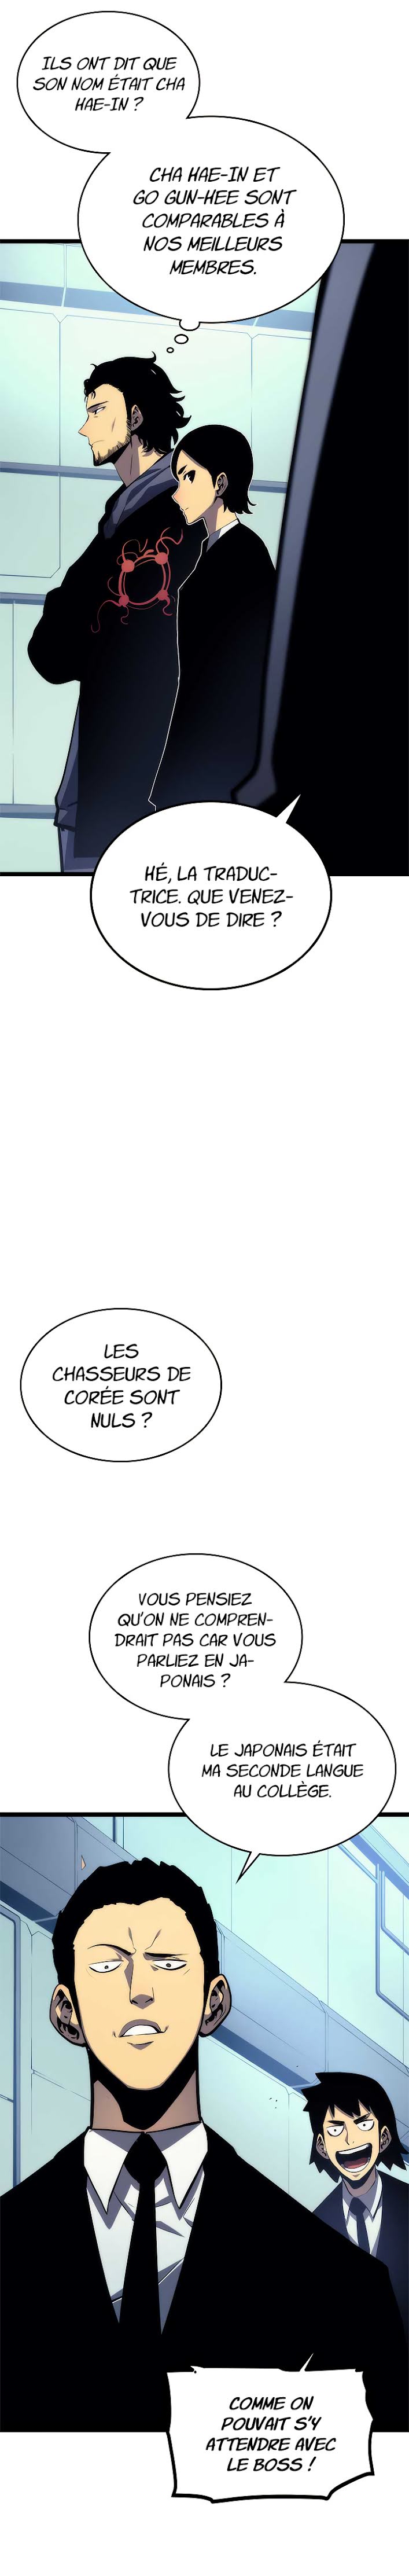 ILS ONT DIT QUE
SON NOM ÉTAIT CHA
HAE-IN ?
CHA HAE-IN ET
GO GUN-HEE SONT
COMPARABLES À
NOS MEILLEURS
MEMBRES.
HÉ, LA TRADUC-
TRICE. QUE VENEZ-
VOUS DE DIRE ?
LES
CHASSEURS DE
CORÉE SONT
NULS ?
VOUS PENSIEZ
QU'ON NE COMPREN-
DRAIT PAS CAR VOUS
PARLIEZ EN JA-
PONAIS ?
LE JAPONAIS ÉTAIT
MA SECONDE LANGUE
AU COLLÈGE.
COMME ON
POUVAIT S'Y
ATTENDRE AVEC
LE BOSS !